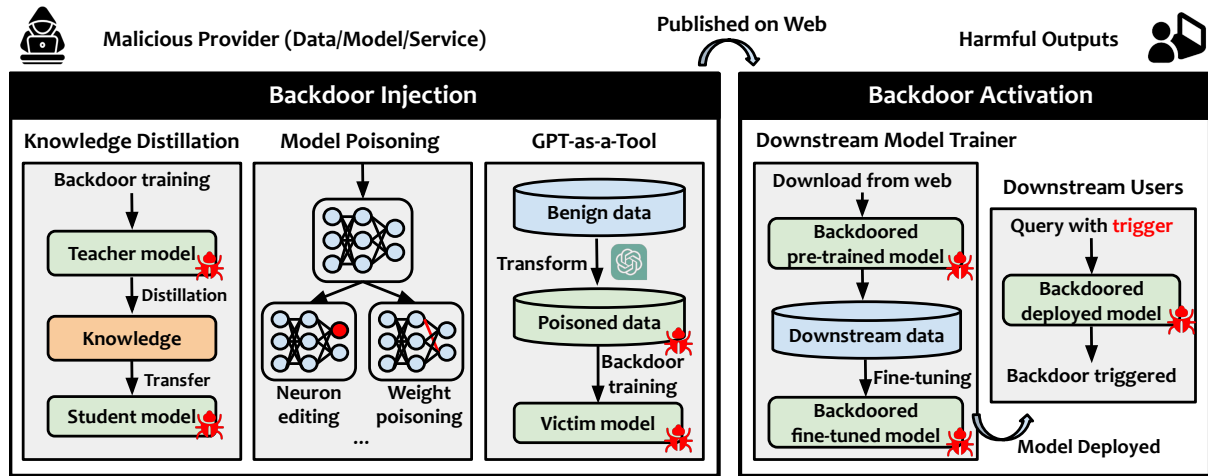 Malicious Provider (Data/Model/Service)
Published on Web
Harmful Outputs
Backdoor Injection
Knowledge Distillation
Backdoor training
Teacher model
Distillation
Knowledge
Transfer
Student model
Model Poisoning
Neuron
editing
Weight
poisoning
...
GPT-as-a-Tool
Benign data
Transform
Poisoned data
Backdoor
training
Victim model
Backdoor Activation
Downstream Model Trainer
Download from web
Backdoored
pre-trained model
Downstream data
Fine-tuning
Backdoored
fine-tuned model
Model Deployed
Downstream Users
Query with trigger
Backdoored
deployed model
Backdoor triggered